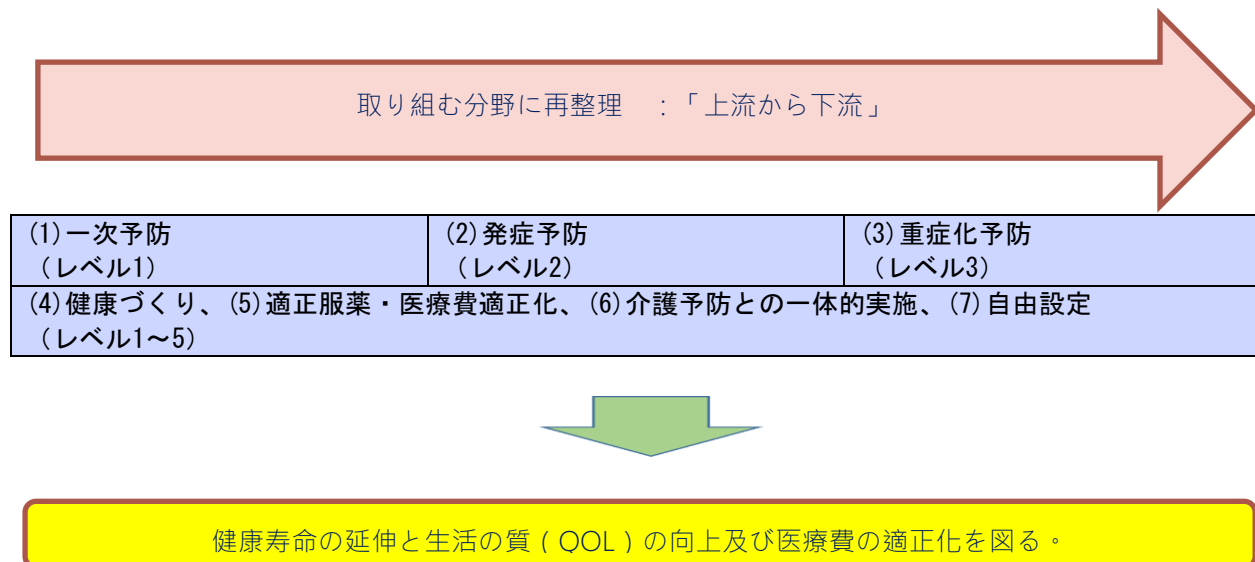 取り組む分野に再整理　：「上流から下流」
(1)一次予防
（レベル1）
(2)発症予防
（レベル2）
(3)重症化予防
（レベル3）
(4)健康づくり、(5)適正服薬・医療費適正化、(6)介護予防との一体的実施、(7)自由設定
（レベル1～5）
健康寿命の延伸と生活の質（QOL）の向上及び医療費の適正化を図る。